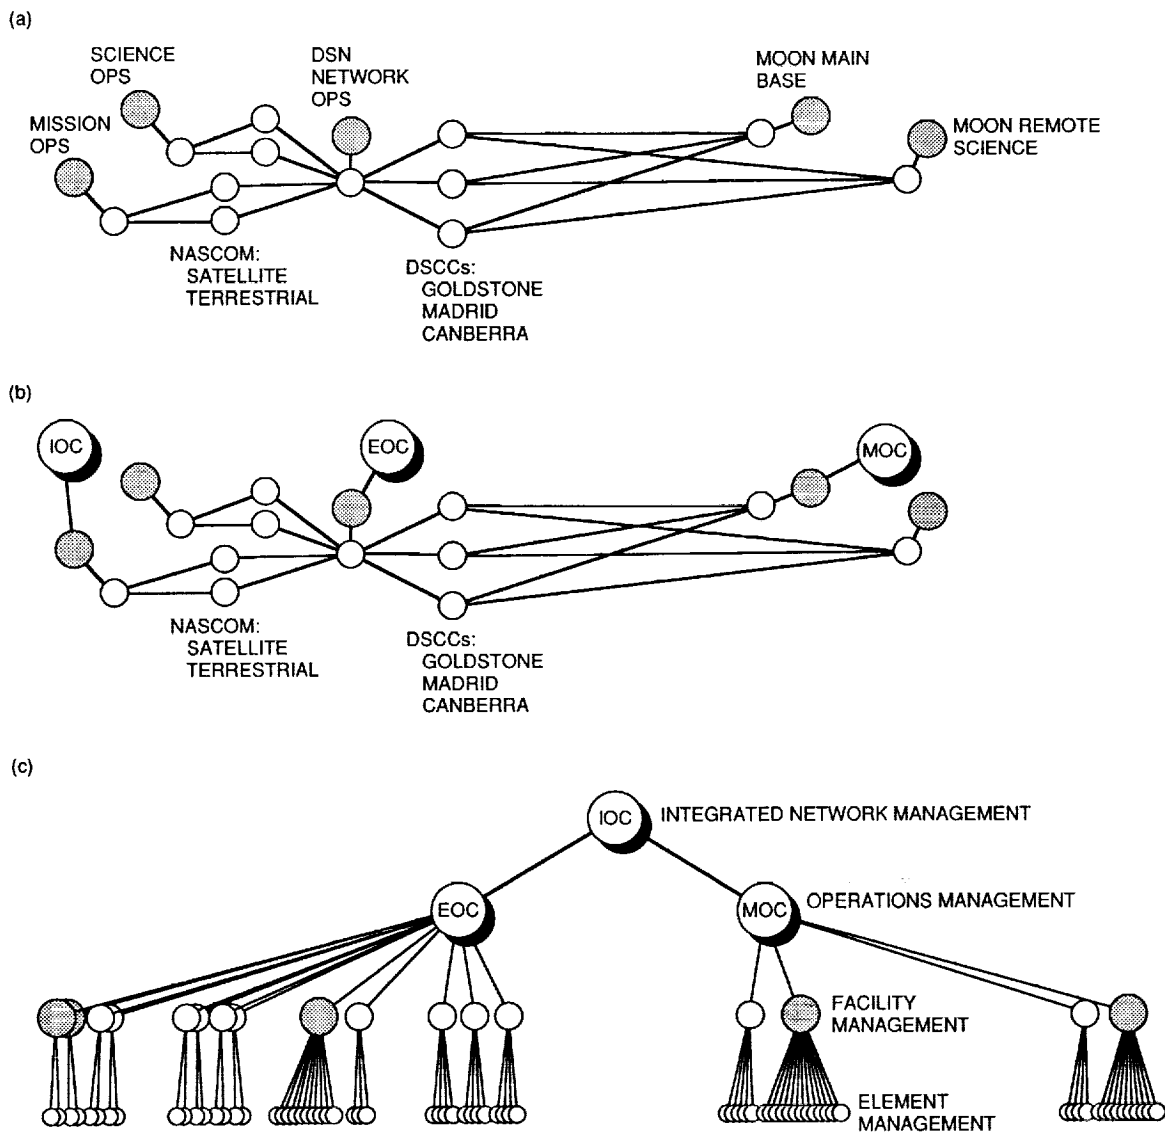 (a)
SCIENCE
OPS
DSN
NETWORK
OPS
MOON MAIN
BASE
MISSION
OPS
MOON REMOTE
SCIENCE
NASCOM:
SATELLITE
TERRESTRIAL
DSCCs:
GOLDSTONE
MADRID
CANBERRA
(b)
IOC
EOC
MOC
NASCOM:
SATELLITE
TERRESTRIAL
DSCCs:
GOLDSTONE
MADRID
CANBERRA
(c)
IOC
INTEGRATED NETWORK MANAGEMENT
EOC
MOC
OPERATIONS MANAGEMENT
FACILITY
MANAGEMENT
ELEMENT
MANAGEMENT